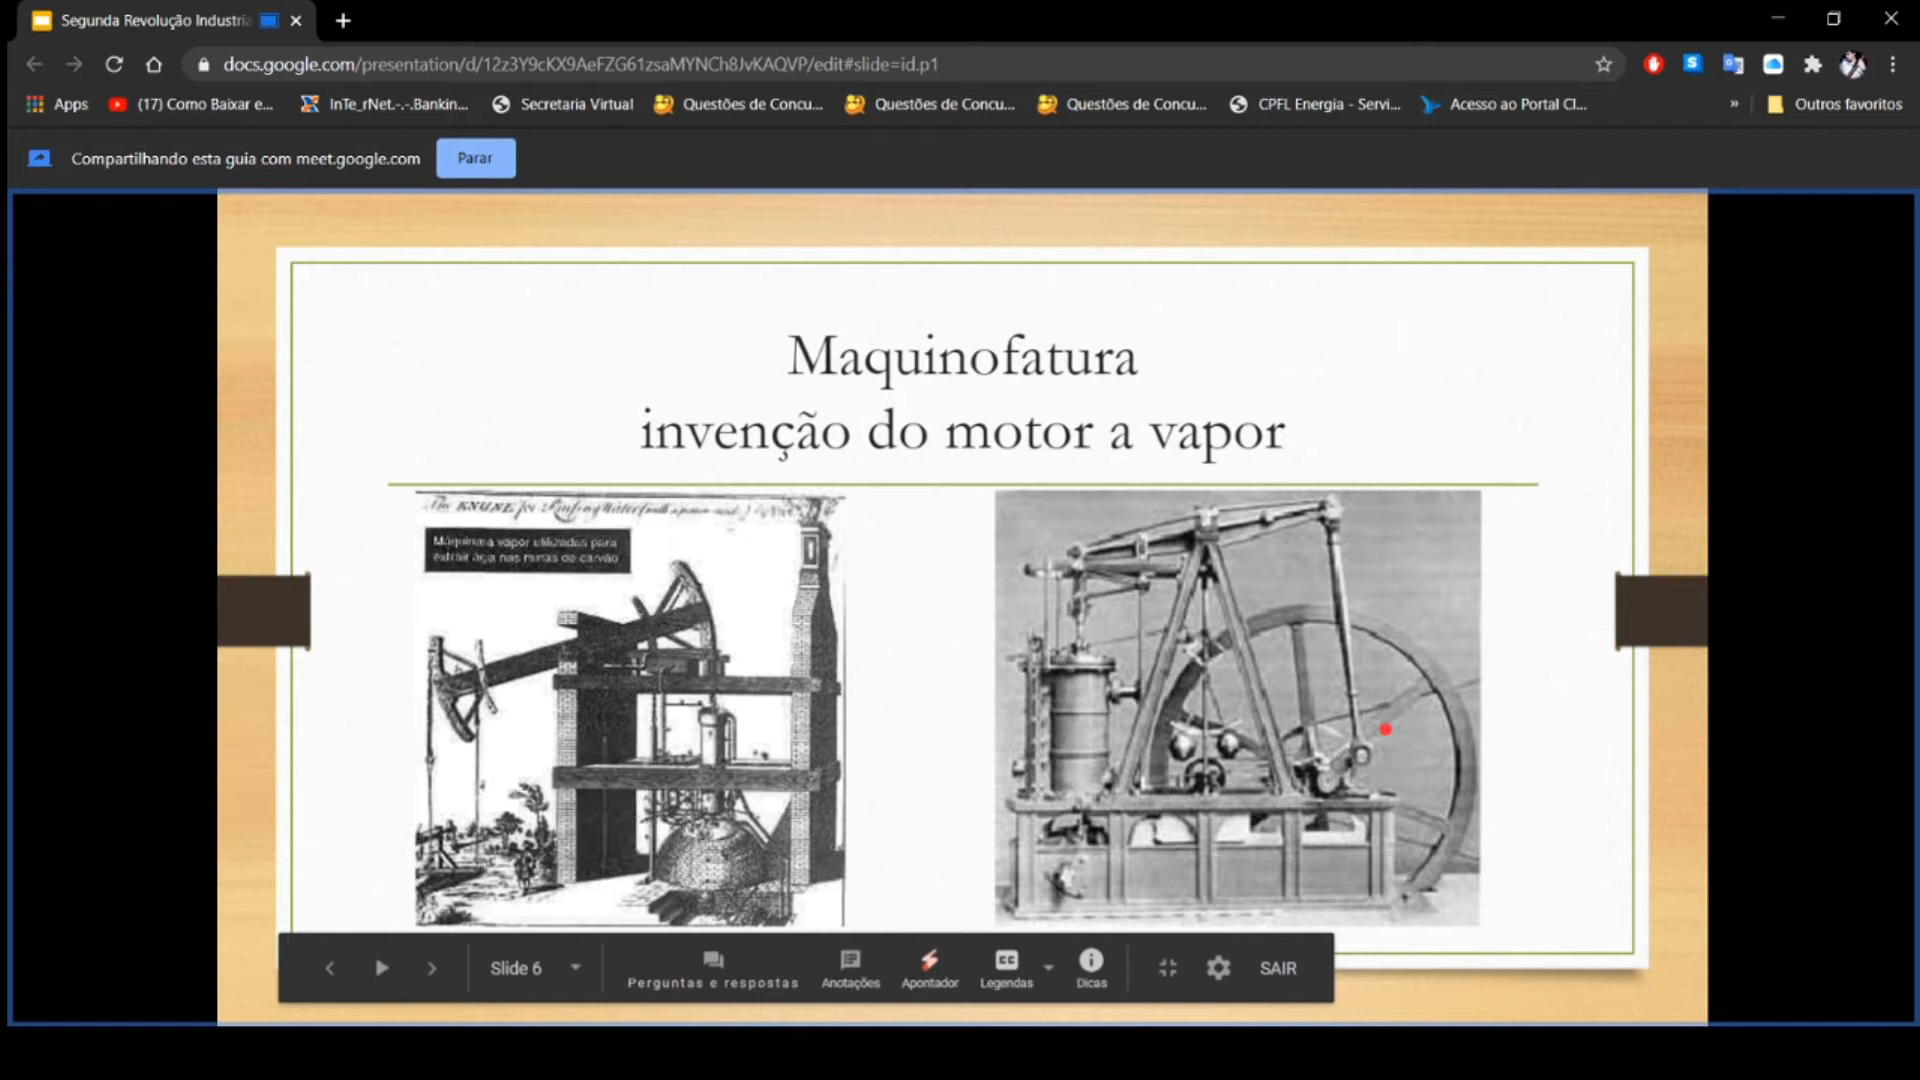 Segunda Revolução Industria
docs.google.com/presentation/d/12z3Y9cKX9AeFZG61zsaMYNCh8JvKAQVP/edit#slide=id.p1
Apps
(17) Como Baixar e...
InTe_rNet.-.-.Bankin...
Secretaria Virtual
Questões de Concu...
Questões de Concu...
Questões de Concu...
CPFL Energia - Servi...
Acesso ao Portal Cl...
»
Outros favoritos
Compartilhando esta guia com meet.google.com
Parar
Maquinofatura
invenção do motor a vapor
Máquina a vapor utilizadas para
extrair água nas minas de carvão
Slide 6
Perguntas e respostas
Anotações
Apontador
CC
Legendas
Dicas
SAIR